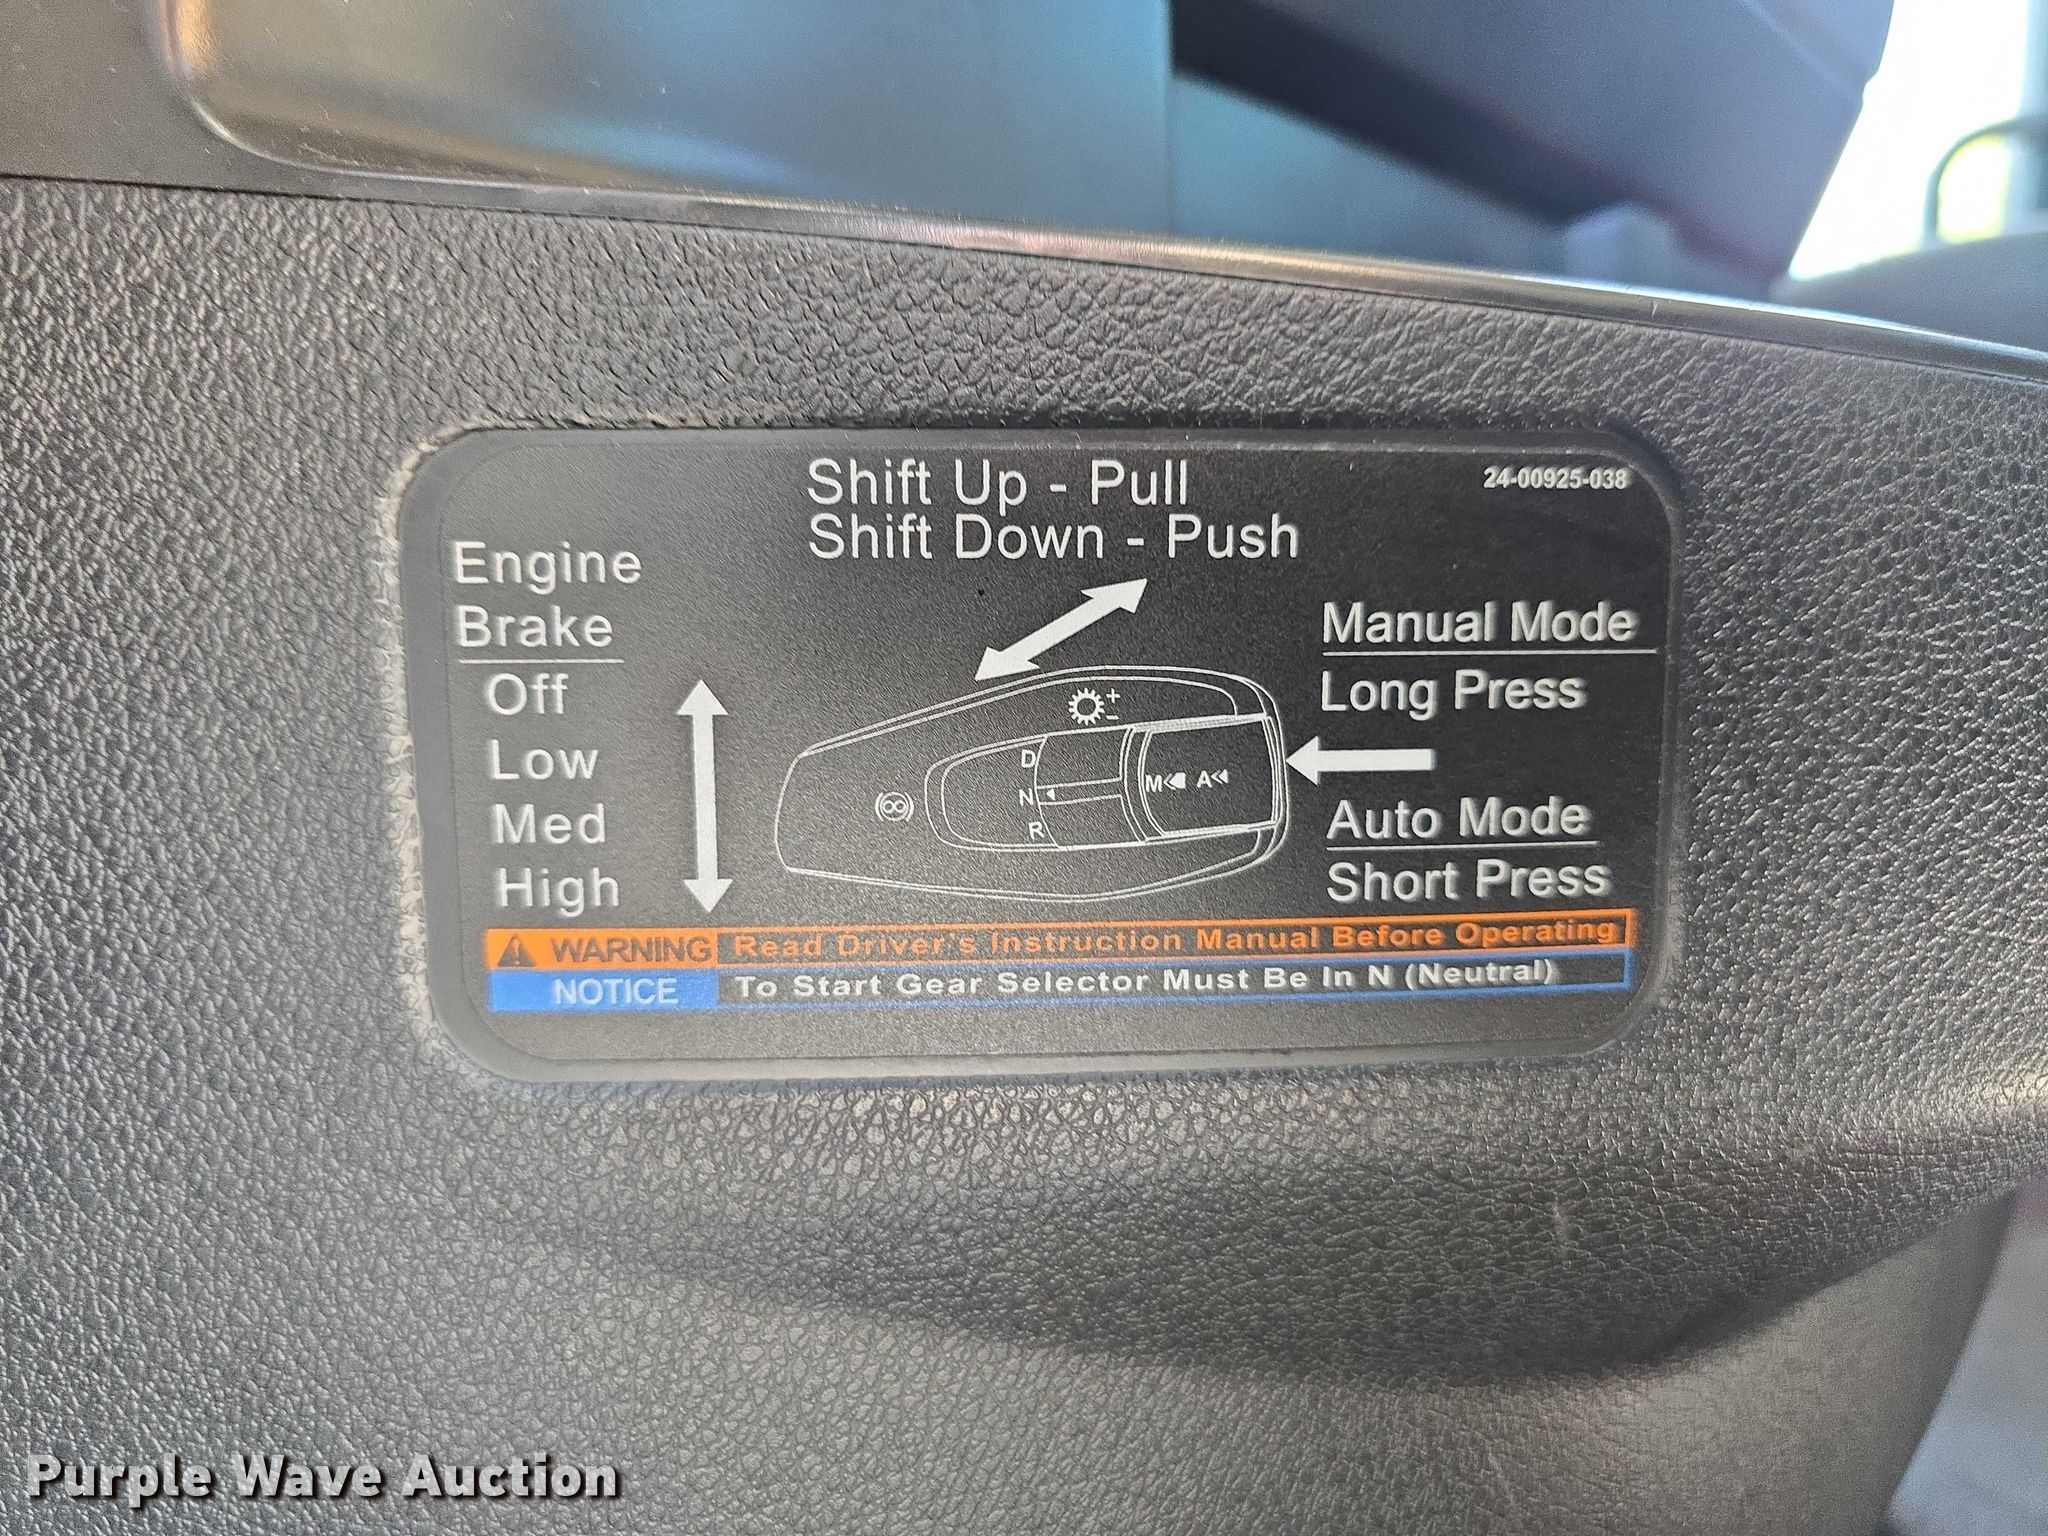 Shift Up - Pull
Shift Down - Push
24-00925-038
Engine
Brake
Off
Low
Med
High
+
-
D
N
R
M
A
Manual Mode
Long Press
Auto Mode
Short Press
WARNING Read Driver's Instruction Manual Before Operating
NOTICE To Start Gear Selector Must Be In N (Neutral)
Purple Wave Auction